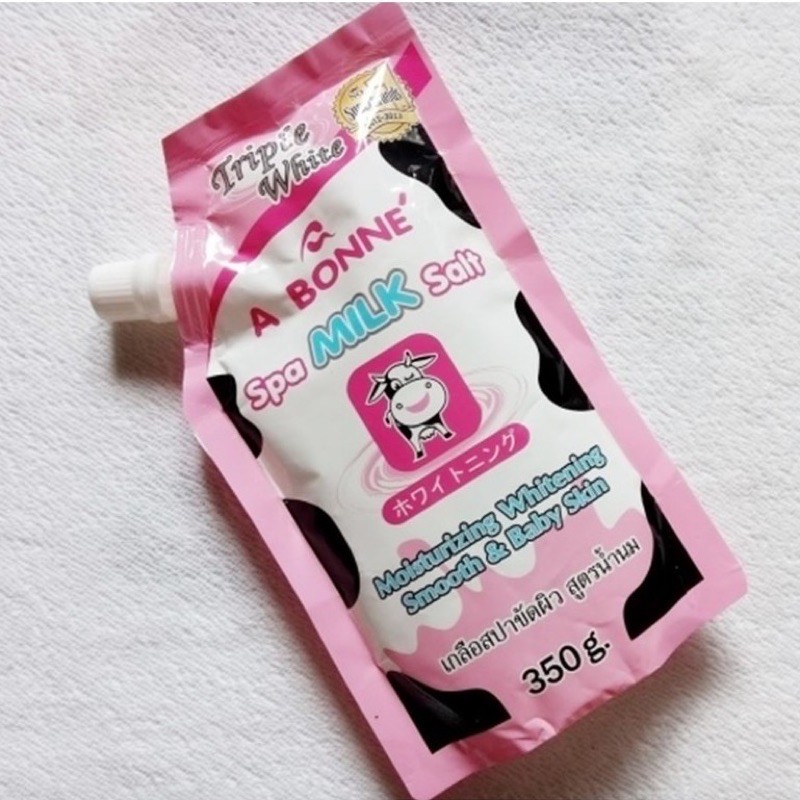 Triple
White
A BONNÉ
Spa MILK Salt
ホワイトニング
Moisturizing Whitening
Smooth & Baby Skin
เกลือสปาขัดผิว สูตรน้ำนม
350 g.